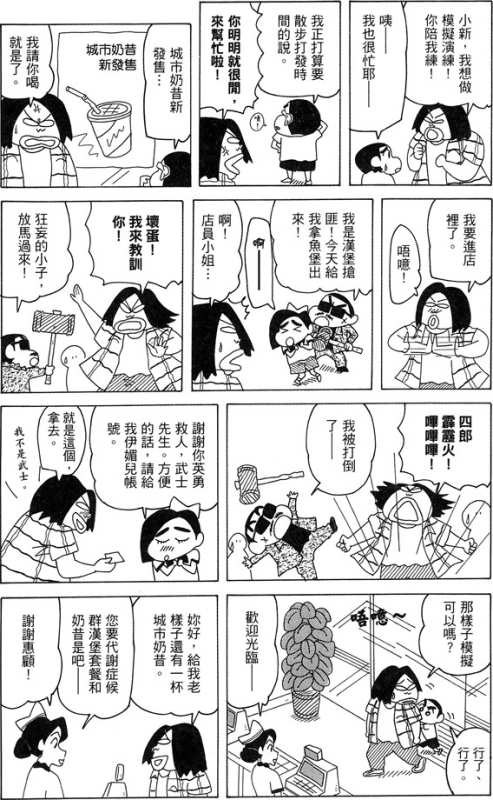 小新，我想做
模擬演練！
你陪我練！
咦——
我也很忙耶——
我正打算要
散步打發時
間的說。
你明明就很閒，
來幫忙啦！
城市奶昔新
發售…
城市奶昔
新發售
我請你喝
就是了。
我要進店
裡了。
唔噫！
我是漢堡搶
匪！今天給
我拿魚堡出
來！
啊——
啊！
店員小姐…
壞蛋！
我來教訓
你！
狂妄的小子，
放馬過來！
四郎
霹靂火！
嗶嗶嗶！
我被打倒
了——
謝謝你英勇
救人，武士
先生。方便
的話，請給
我伊媚兒帳
號。
就是這個，
拿去。
我不是武士。
那樣子模擬
可以嗎？
行了、
行了。
唔噫～
歡迎光臨——
妳好，給我老
樣子還有一杯
城市奶昔。
您要代謝症候
群漢堡套餐和
奶昔是吧——
謝謝惠顧！